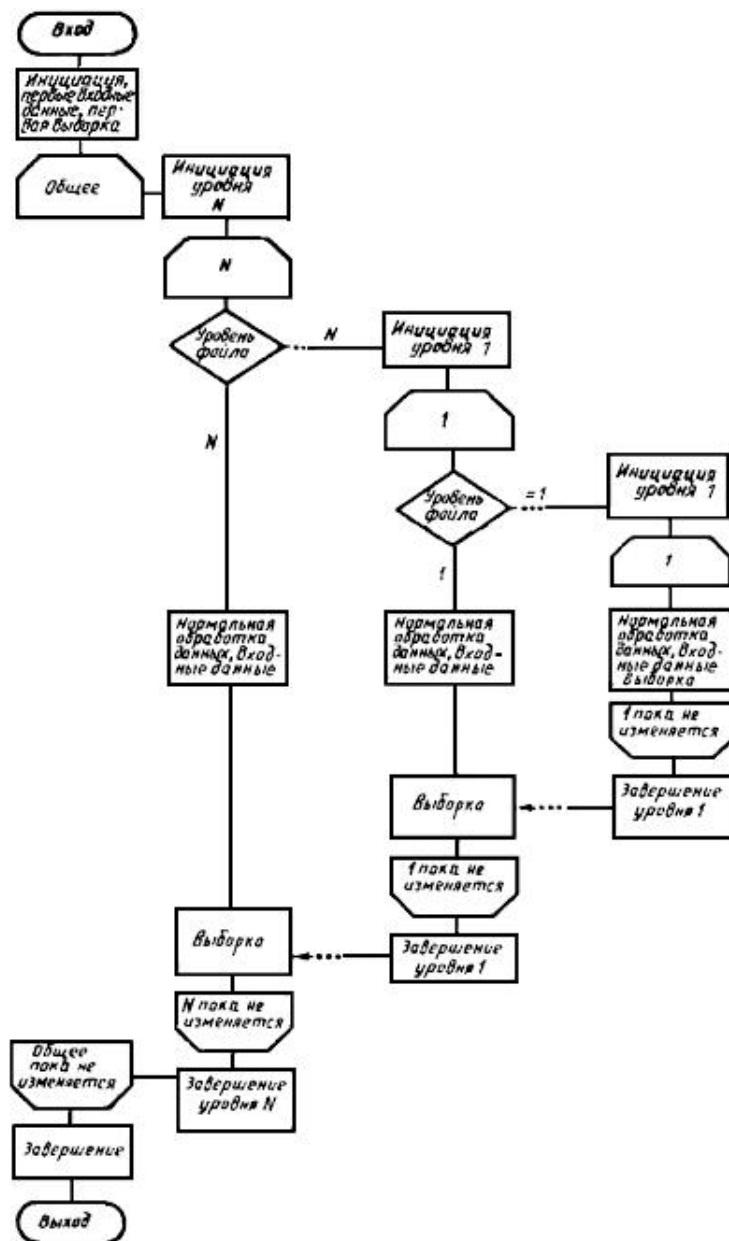 Вход
Инициация,
первые входные
данные, пер-
вая выборка
Общее
Инициация
уровня
N
N
Уровень
файла
N
Инициация
уровня 1
N
1
Уровень
файла
= 1
Инициация
уровня 1
1
1
Нормальная
обработка
данных, вход-
ные данные
Нормальная
обработка
данных, вход-
ные данные
Нормальная
обработка
данных, вход-
ные данные
выборка
1 пока не
изменяется
Выборка
Завершение
уровня 1
1 пока не
изменяется
Выборка
Завершение
уровня 1
N пока не
изменяется
Общее
пока не
изменяется
Завершение
уровня N
Завершение
Выход